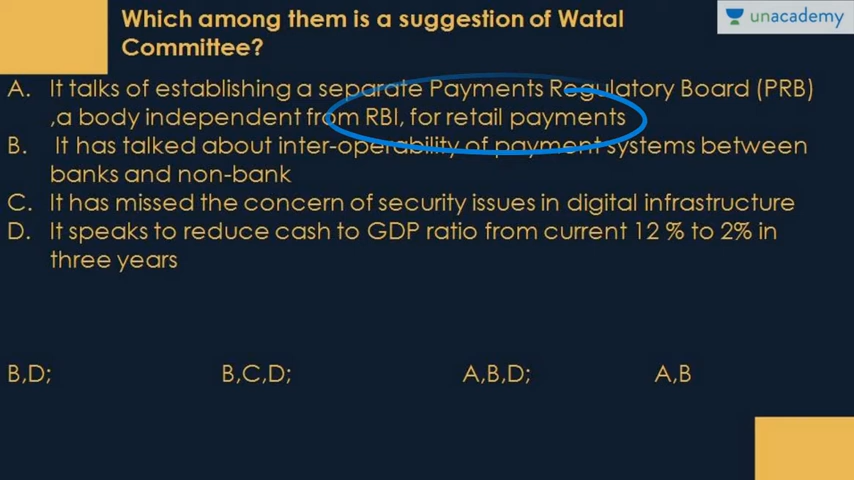 Which among them is a suggestion of Watal
Committee?
unacademy
A. It talks of establishing a separate Payments Regulatory Board (PRB)
,a body independent from RBI, for retail payments
B. It has talked about inter-operability of payment systems between
banks and non-bank
C. It has missed the concern of security issues in digital infrastructure
D. It speaks to reduce cash to GDP ratio from current 12 % to 2% in
three years
B,D; B,C,D; A,B,D; A,B